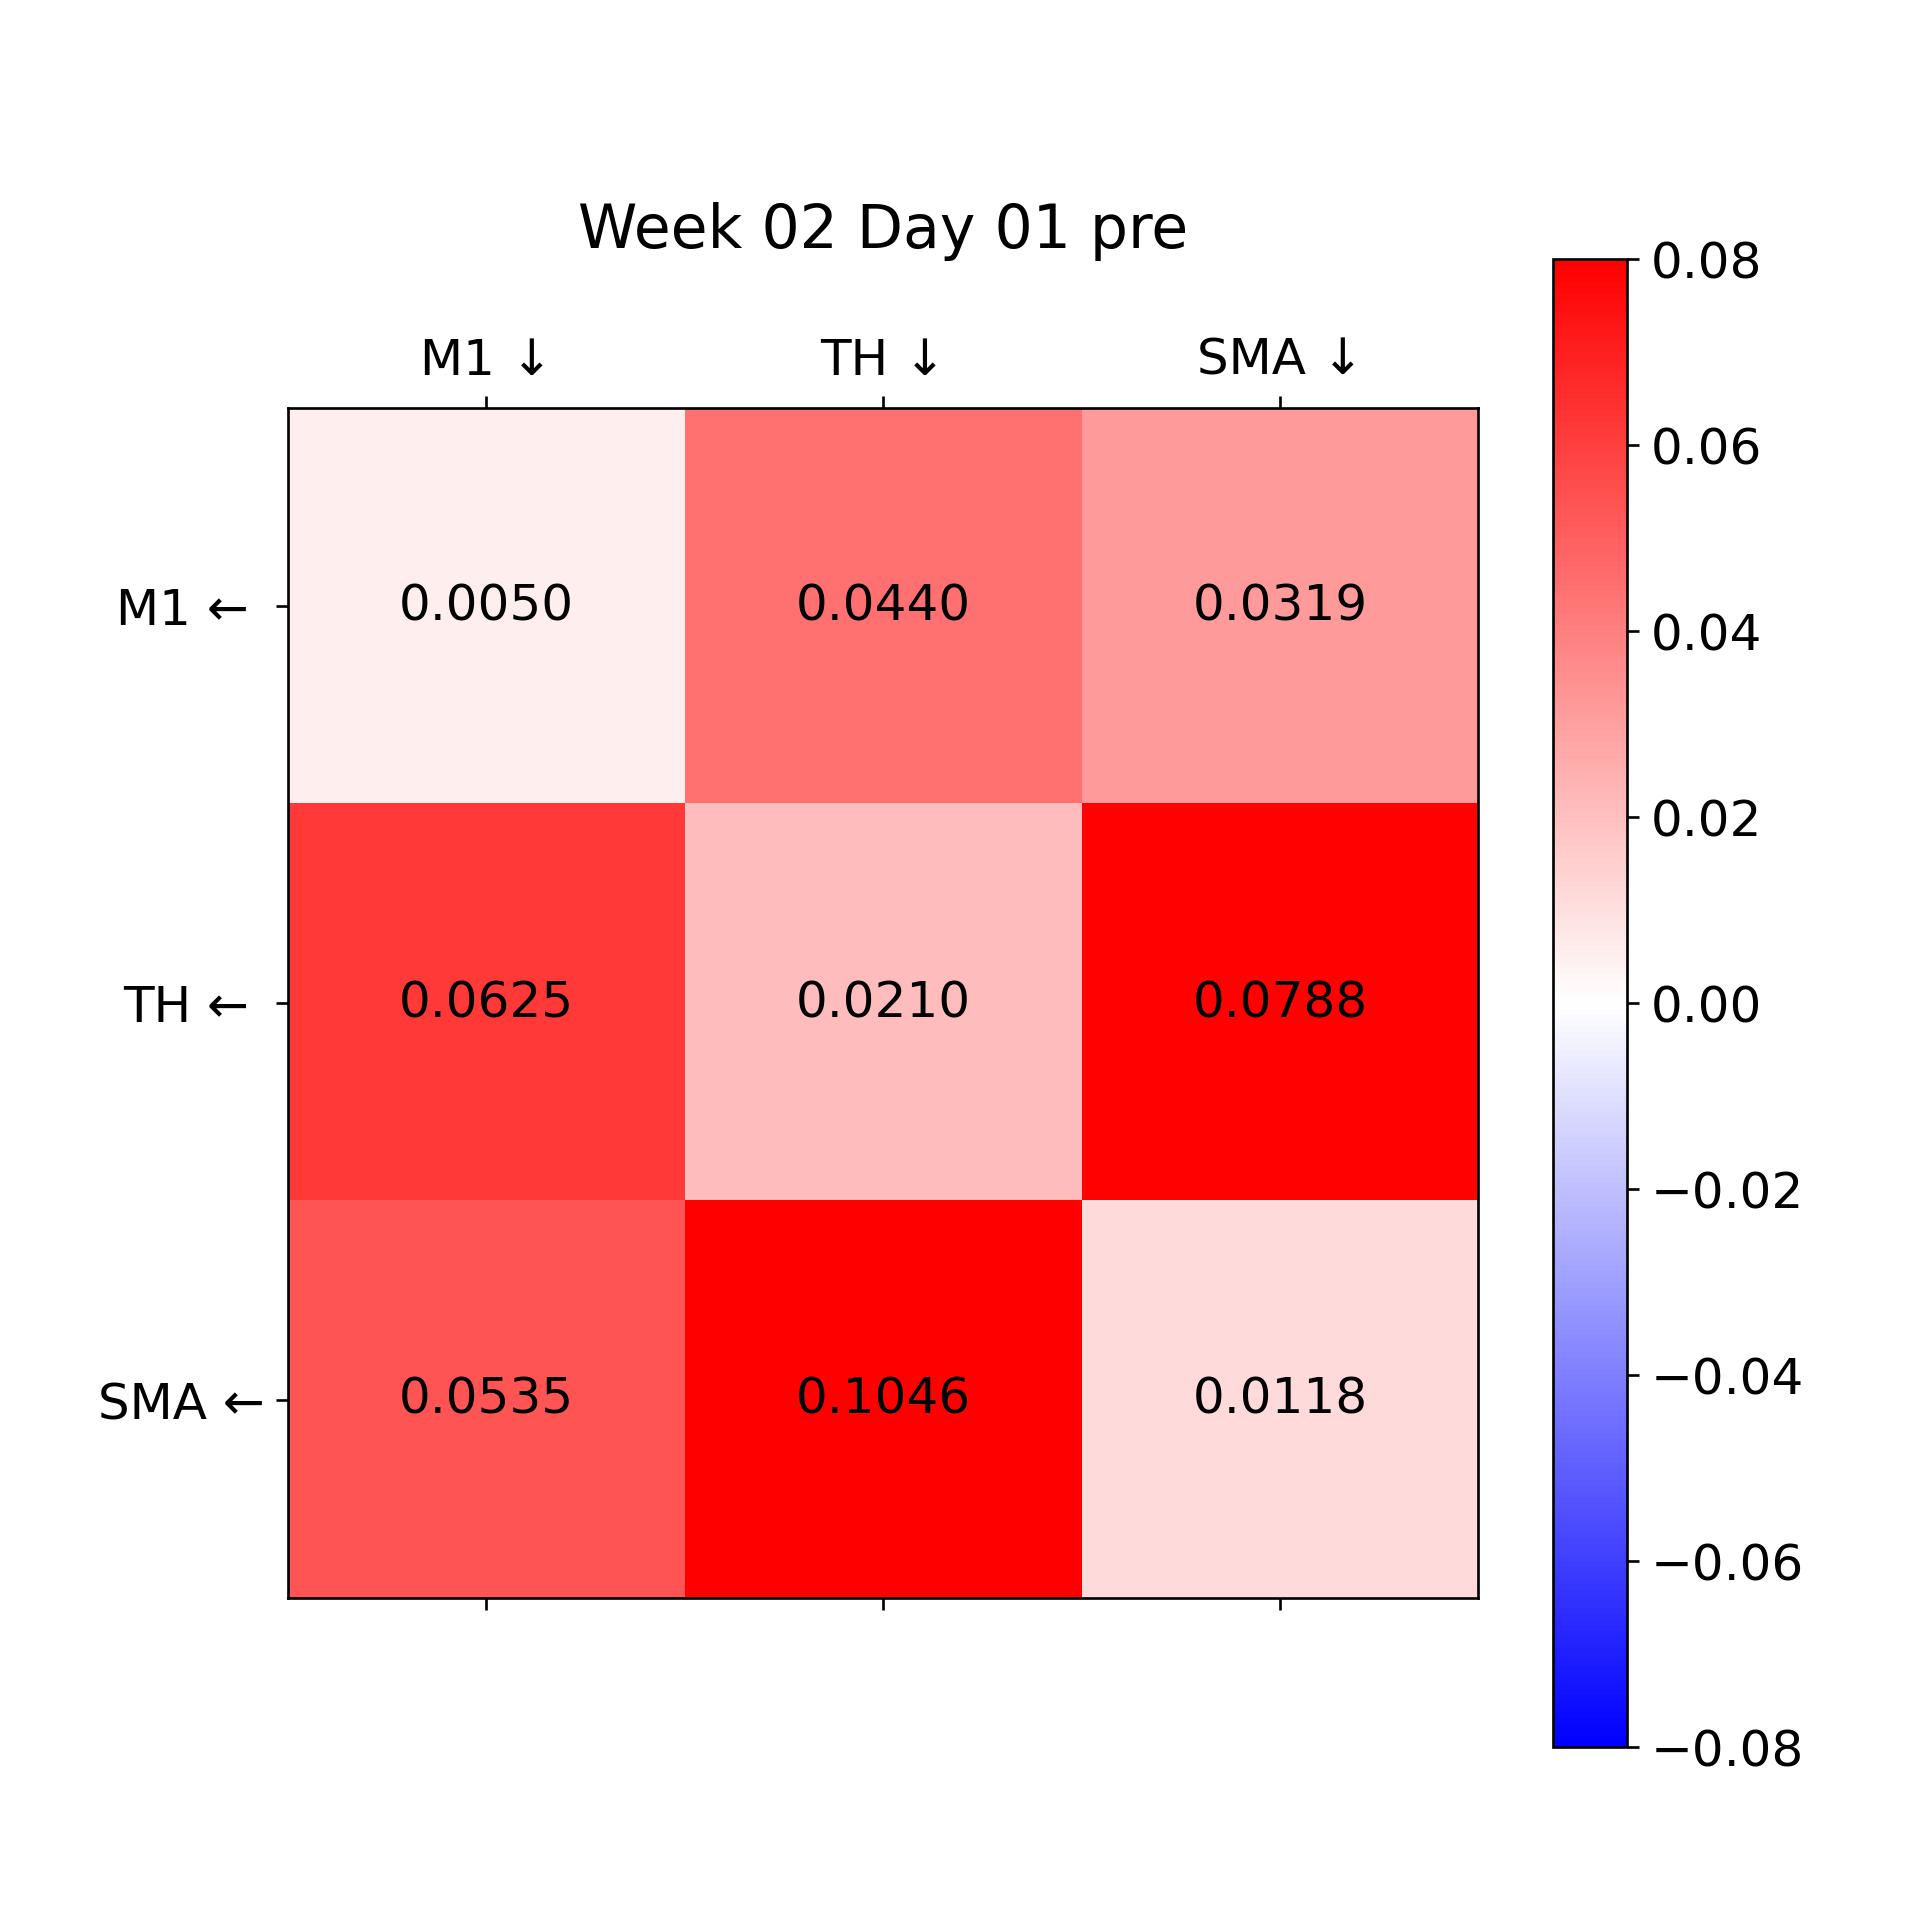 Week 02 Day 01 pre
M1 ↓ TH ↓ SMA ↓
M1 ← 0.0050 0.0440 0.0319
TH ← 0.0625 0.0210 0.0788
SMA ← 0.0535 0.1046 0.0118
0.08
0.06
0.04
0.02
0.00
−0.02
−0.04
−0.06
−0.08